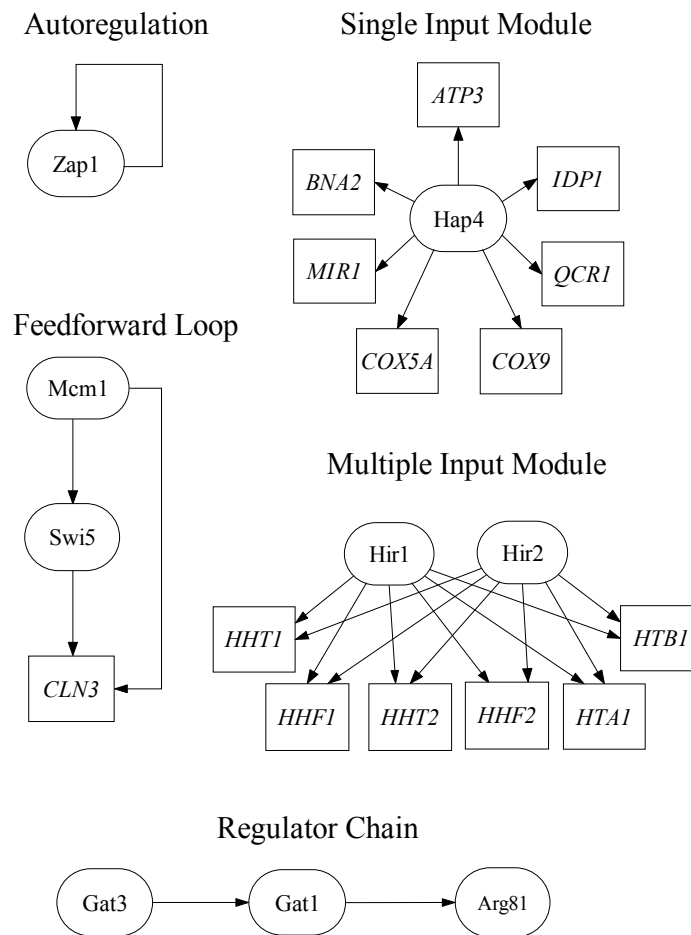 Autoregulation
Zap1
Single Input Module
ATP3
BNA2
IDP1
Hap4
MIR1
QCR1
COX5A
COX9
Feedforward Loop
Mcm1
Swi5
CLN3
Multiple Input Module
Hir1
Hir2
HHT1
HTB1
HHF1
HHT2
HHF2
HTA1
Regulator Chain
Gat3
Gat1
Arg81